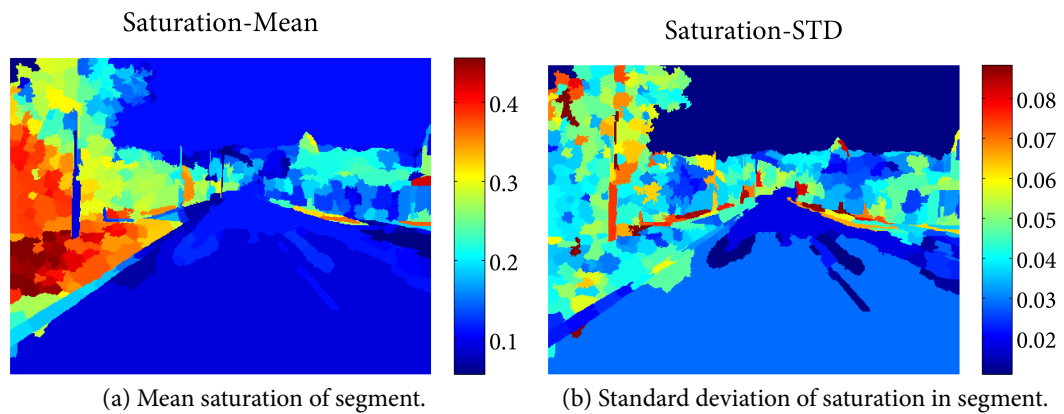 Saturation-Mean
0.4
0.3
0.2
0.1
(a) Mean saturation of segment.
Saturation-STD
0.08
0.07
0.06
0.05
0.04
0.03
0.02
(b) Standard deviation of saturation in segment.